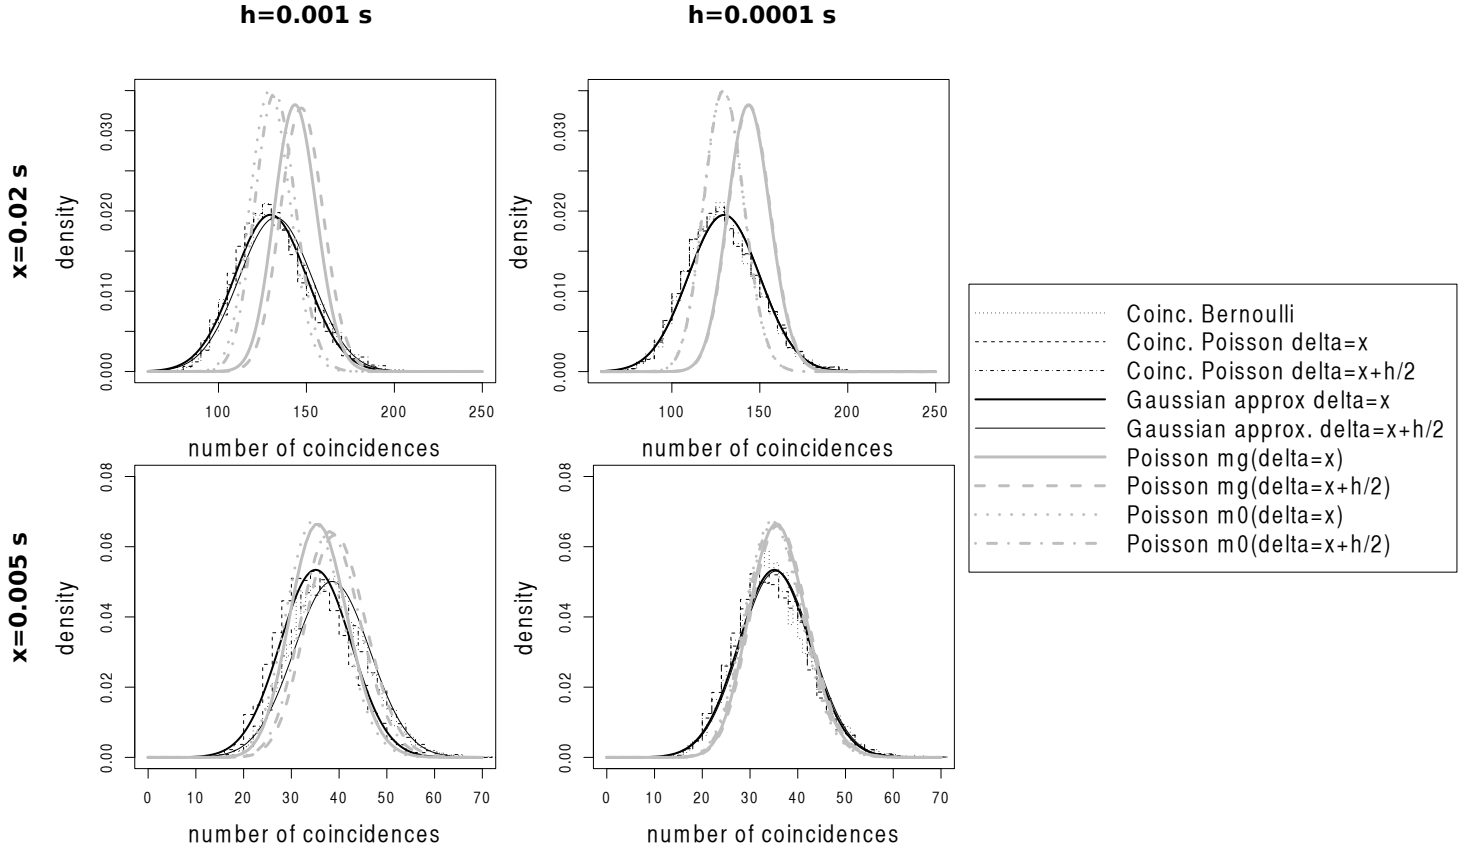 h=0.001 s
h=0.0001 s
x=0.02 s
density
0.000
0.010
0.020
0.030
100
150
200
250
number of coincidences
density
0.000
0.010
0.020
0.030
100
150
200
250
number of coincidences
x=0.005 s
density
0.00
0.02
0.04
0.06
0.08
0
10
20
30
40
50
60
70
number of coincidences
density
0.00
0.02
0.04
0.06
0.08
0
10
20
30
40
50
60
70
number of coincidences
Coinc. Bernoulli
Coinc. Poisson delta=x
Coinc. Poisson delta=x+h/2
Gaussian approx delta=x
Gaussian approx. delta=x+h/2
Poisson mg(delta=x)
Poisson mg(delta=x+h/2)
Poisson m0(delta=x)
Poisson m0(delta=x+h/2)